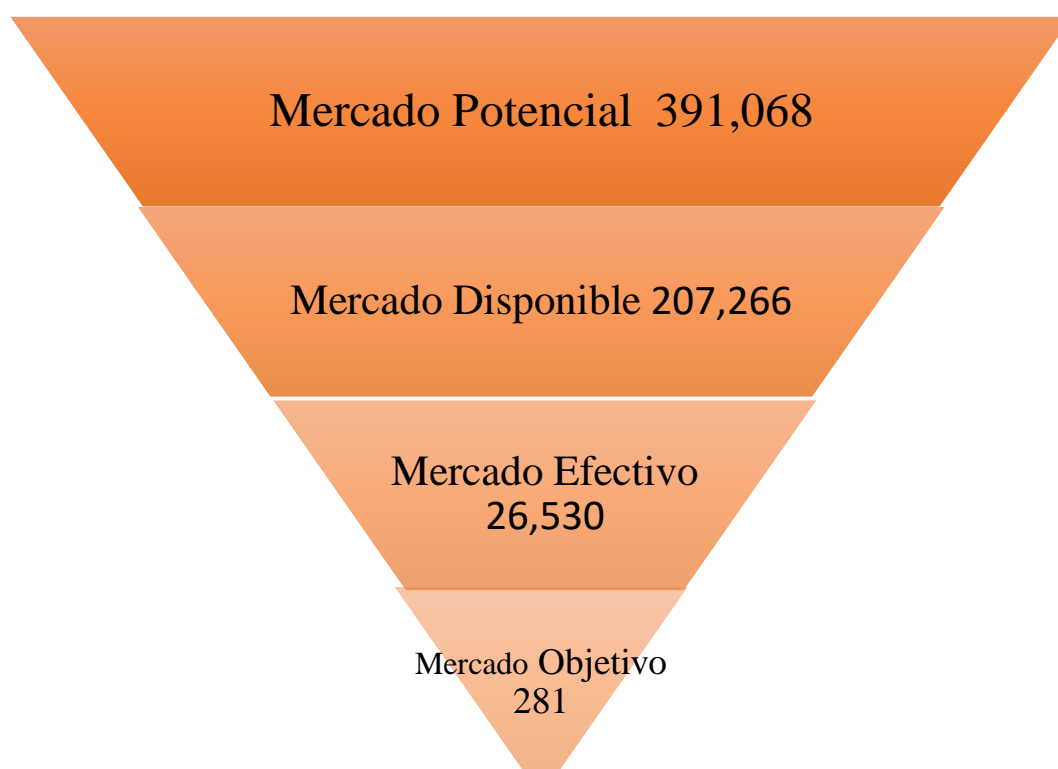 Mercado Potencial  391,068
Mercado Disponible 207,266
Mercado Efectivo
26,530
Mercado Objetivo
281